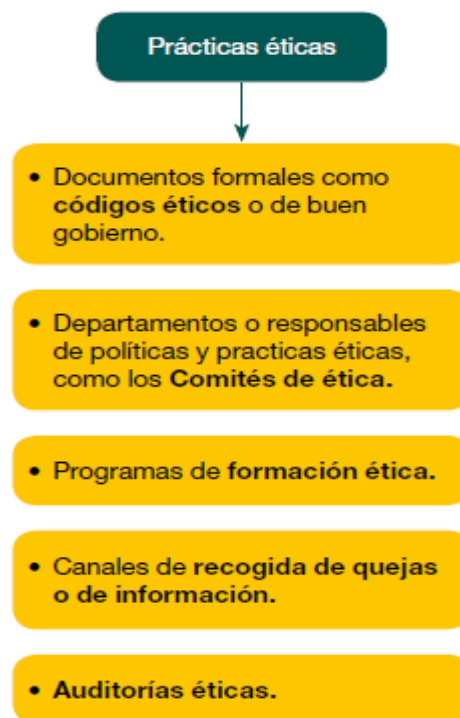 Prácticas éticas
• Documentos formales como
códigos éticos o de buen
gobierno.
• Departamentos o responsables
de políticas y practicas éticas,
como los Comités de ética.
• Programas de formación ética.
• Canales de recogida de quejas
o de información.
• Auditorías éticas.